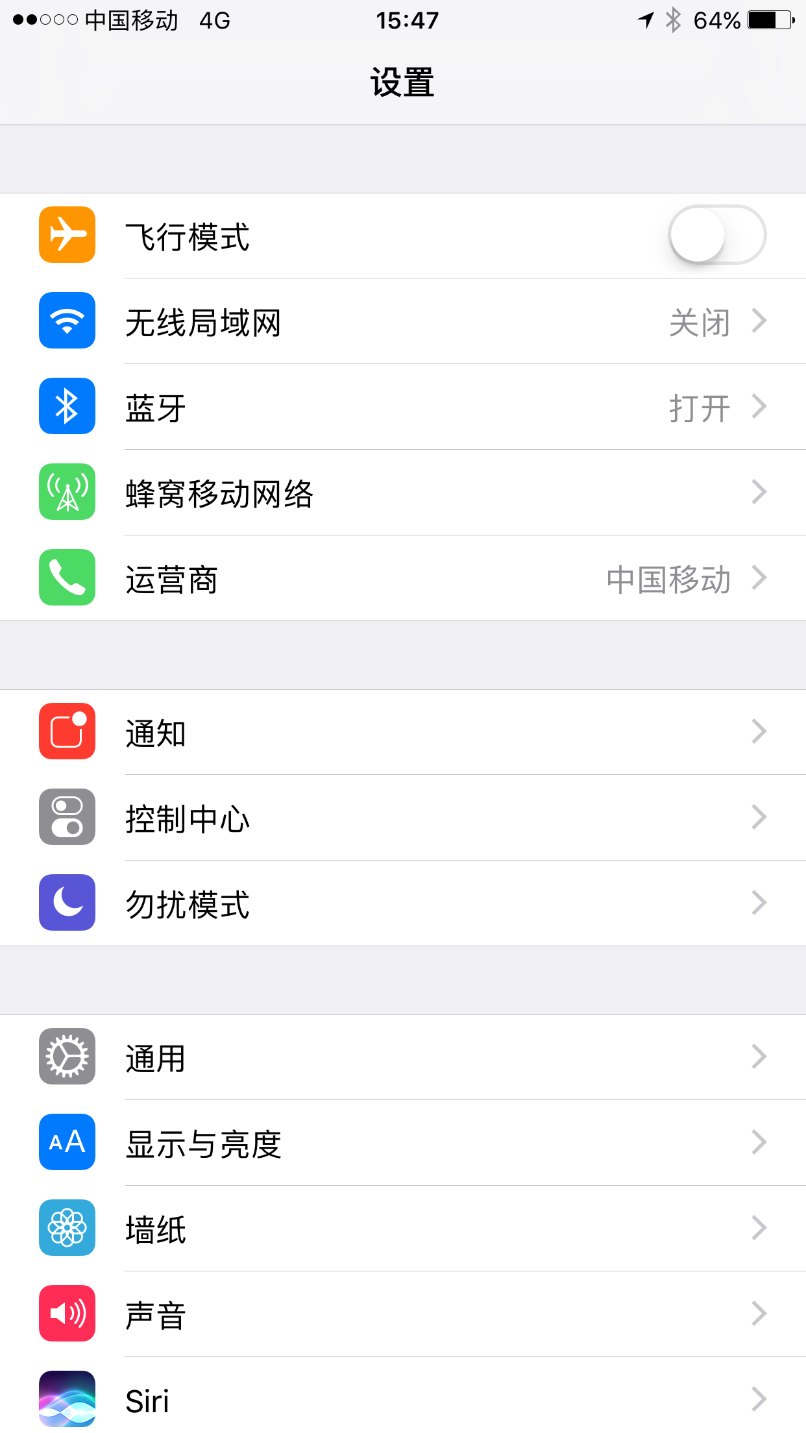 中国移动 4G 15:47 64%
设置
飞行模式
无线局域网 关闭
蓝牙 打开
蜂窝移动网络
运营商 中国移动
通知
控制中心
勿扰模式
通用
AA 显示与亮度
墙纸
声音
Siri